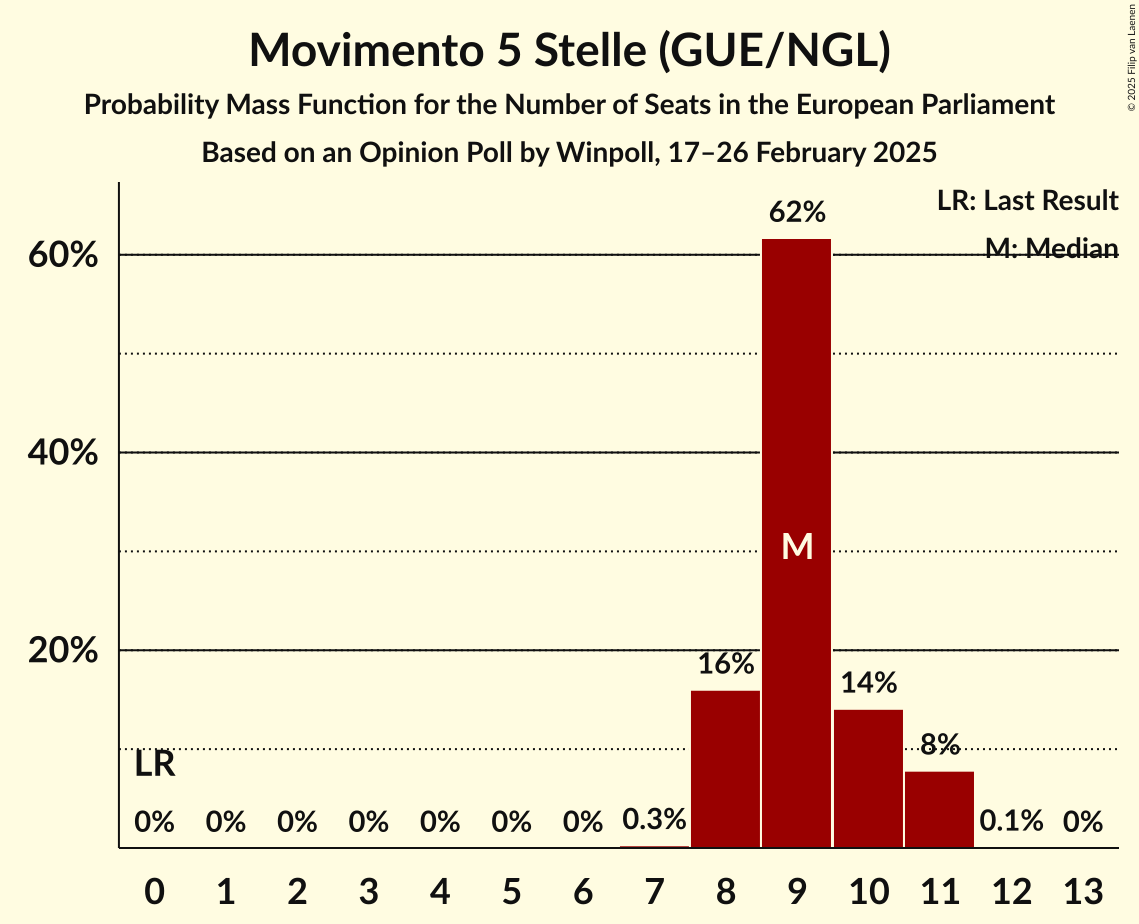 Movimento 5 Stelle (GUE/NGL)
Probability Mass Function for the Number of Seats in the European Parliament
Based on an Opinion Poll by Winpoll, 17–26 February 2025
© 2025 Filip van Laenen
LR: Last Result
M: Median
62%
60%
40%
M
20%
16%
14%
8%
LR
0% 0% 0% 0% 0% 0% 0% 0.3% 0.1% 0%
0 1 2 3 4 5 6 7 8 9 10 11 12 13